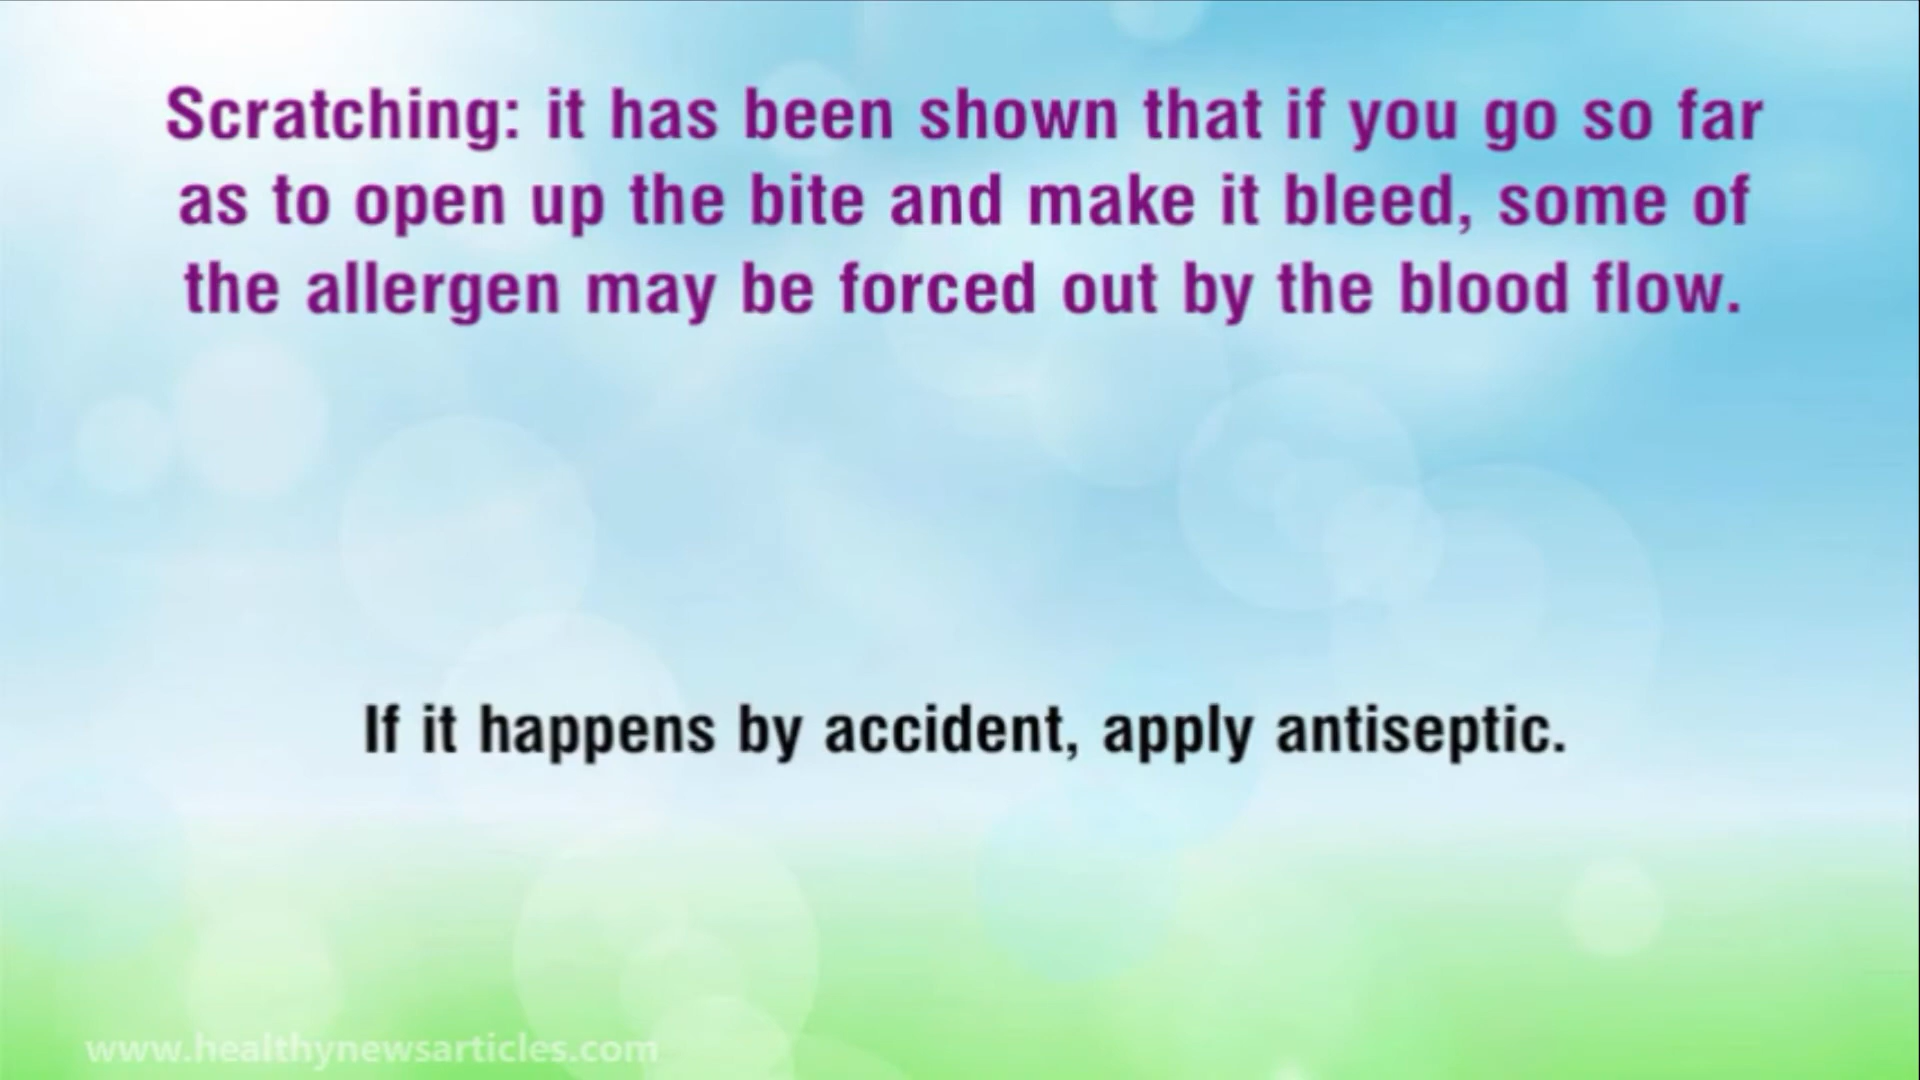 Scratching: it has been shown that if you go so far
as to open up the bite and make it bleed, some of
the allergen may be forced out by the blood flow.
If it happens by accident, apply antiseptic.
www.healthynewsarticles.com